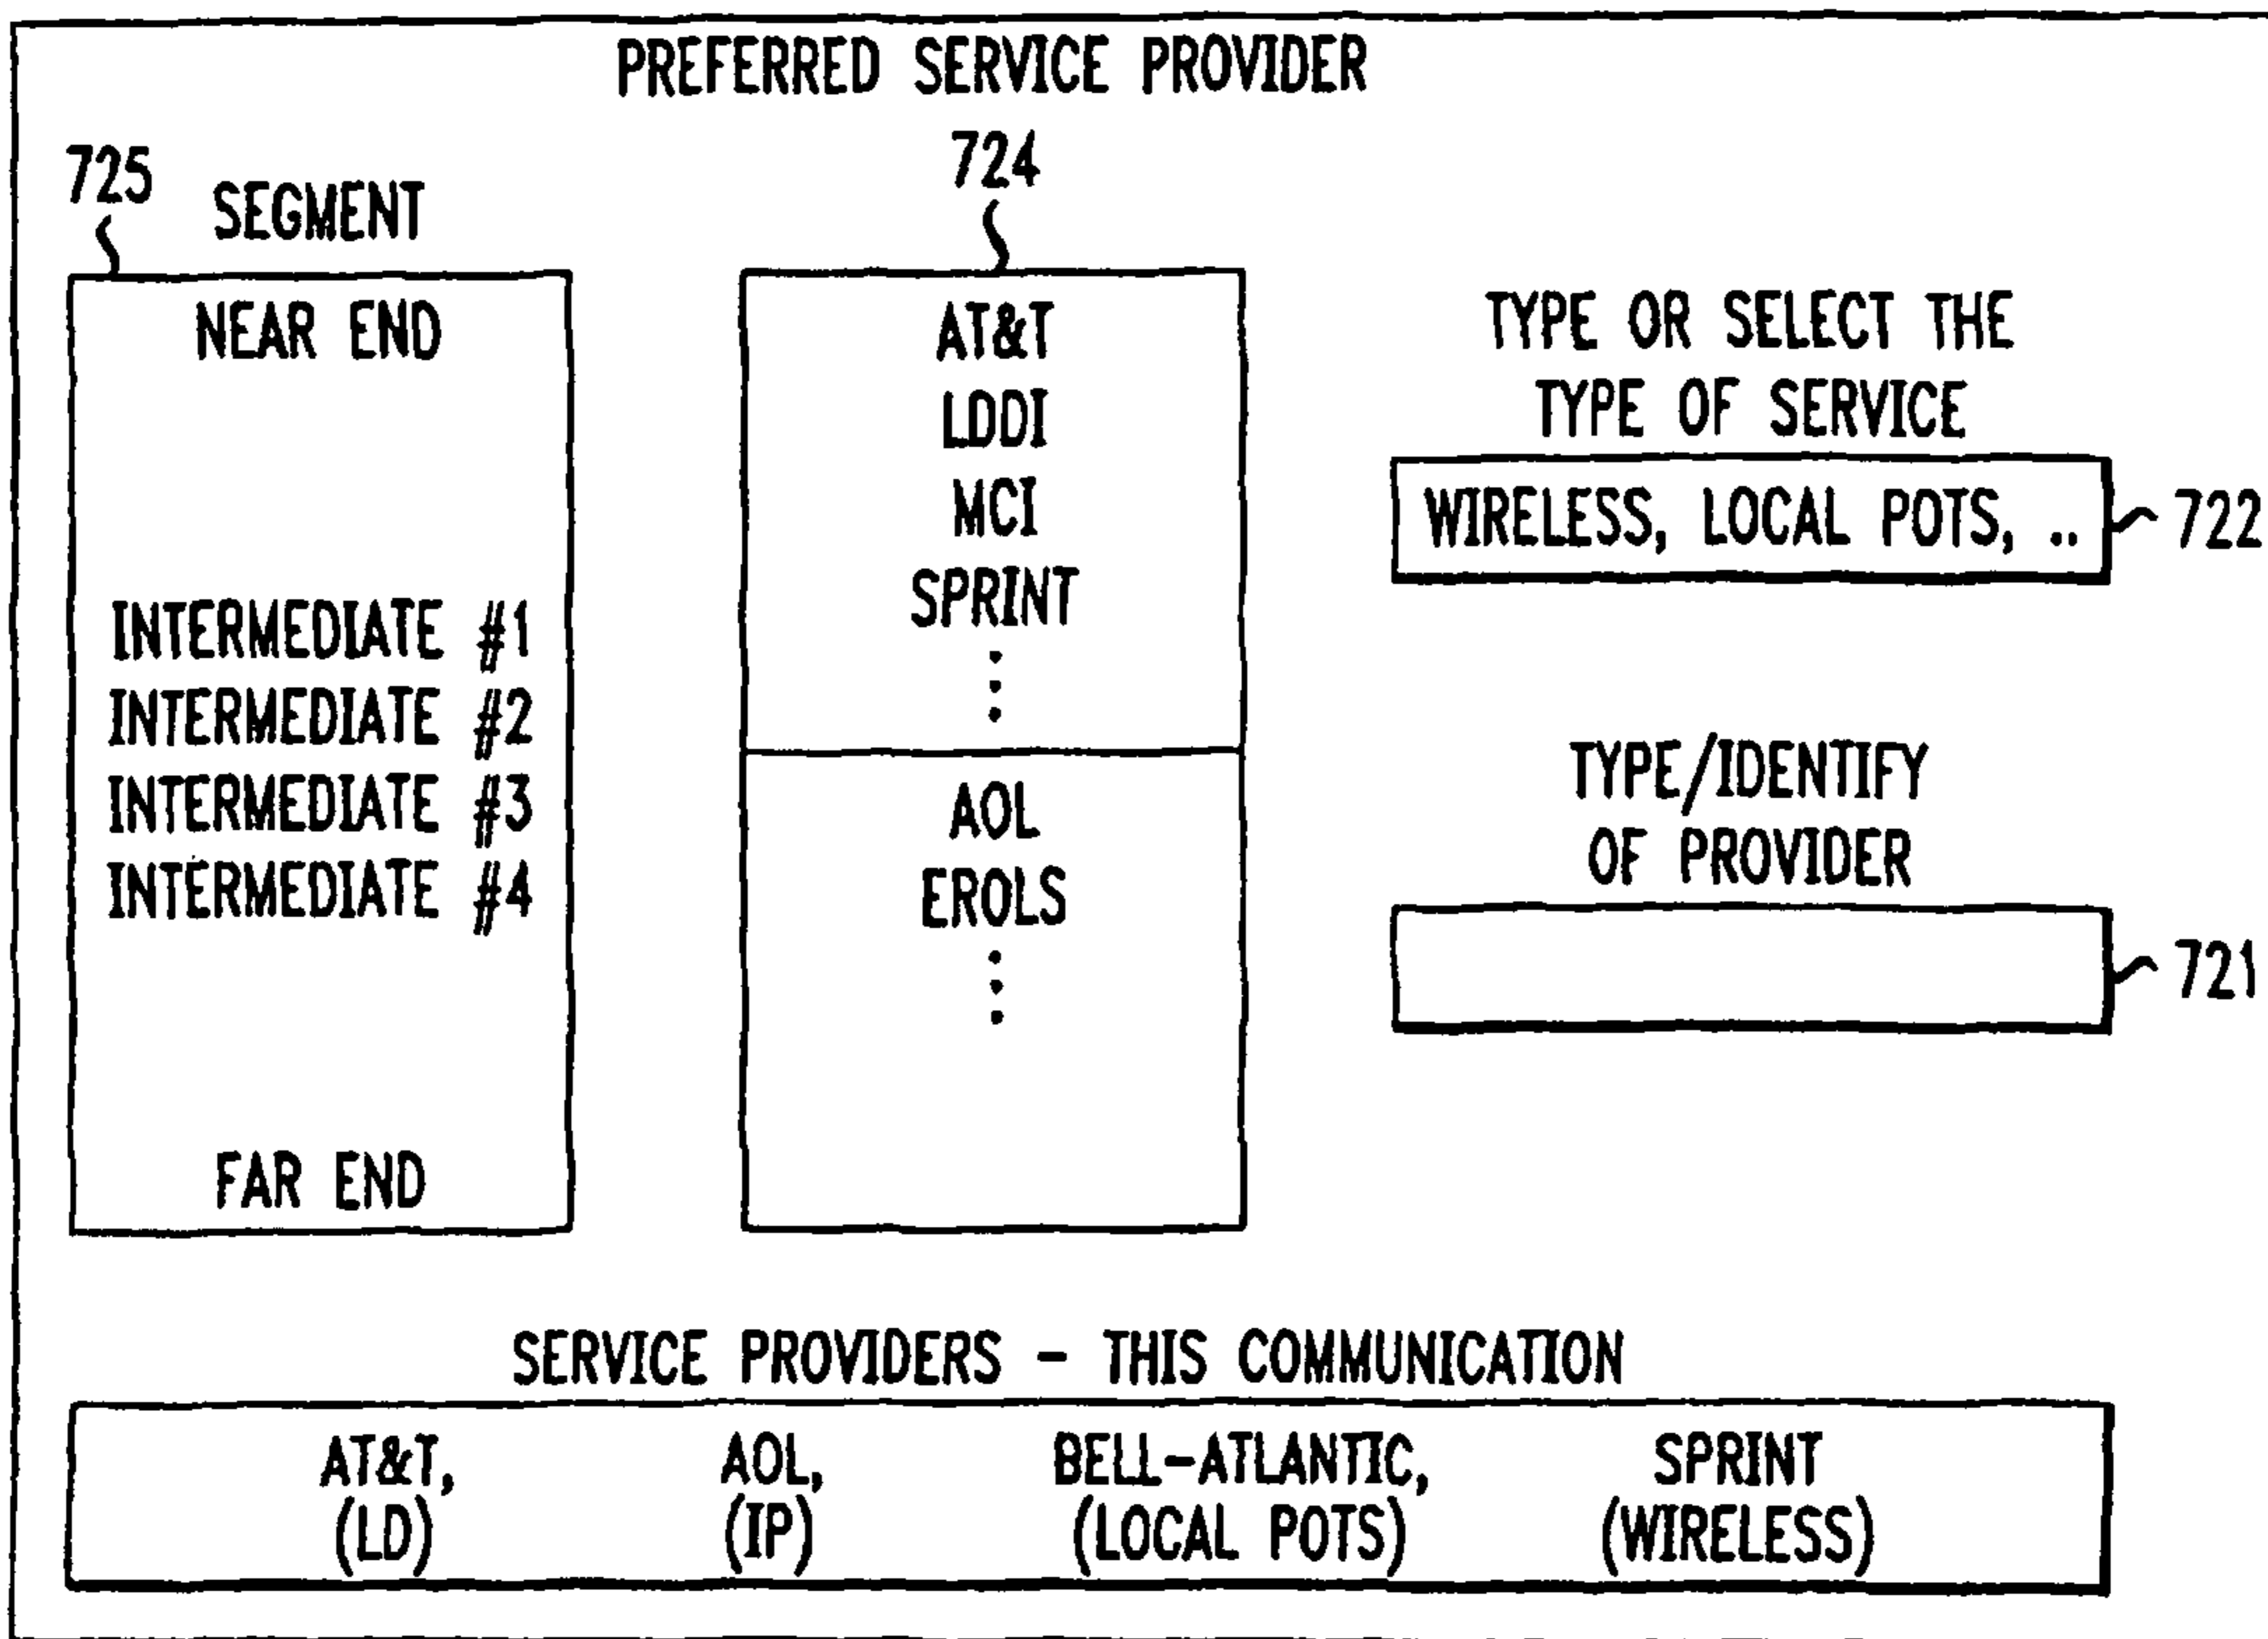 PREFERRED SERVICE PROVIDER
725
SEGMENT
724
NEAR END
INTERMEDIATE #1
INTERMEDIATE #2
INTERMEDIATE #3
INTERMEDIATE #4
FAR END
AT&T
LDDI
MCI
SPRINT
AOL
EROLS
TYPE OR SELECT THE
TYPE OF SERVICE
WIRELESS, LOCAL POTS, ..
722
TYPE/IDENTIFY
OF PROVIDER
721
SERVICE PROVIDERS - THIS COMMUNICATION
AT&T, AOL, BELL-ATLANTIC, SPRINT
(LD) (IP) (LOCAL POTS) (WIRELESS)